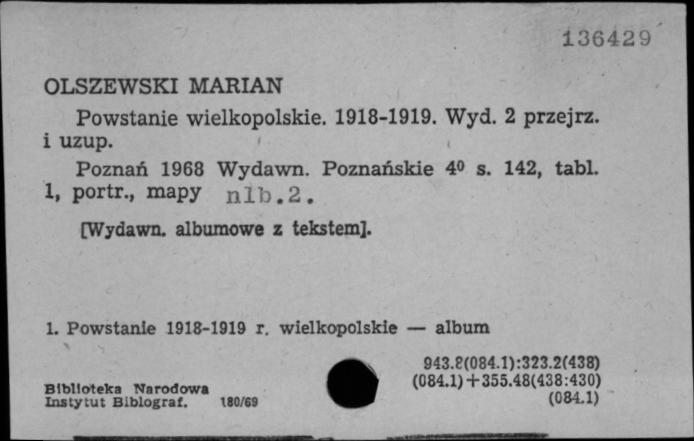 136429
OLSZEWSKI MARIAN
Powstanie wielkopolskie. 1918-1919. Wyd. 2 przejrz.
i uzup.
Poznań 1968 Wydawn. Poznańskie 4⁰ s. 142, tabl.
1, portr., mapy nlb.2.
[Wydawn. albumowe z tekstem].
1. Powstanie 1918-1919 r. wielkopolskie — album
943.8(084.1):323.2(438)
(084.1)+355.48(438:430)
(084.1)
Biblioteka Narodowa
Instytut Bibliograf. 180/69